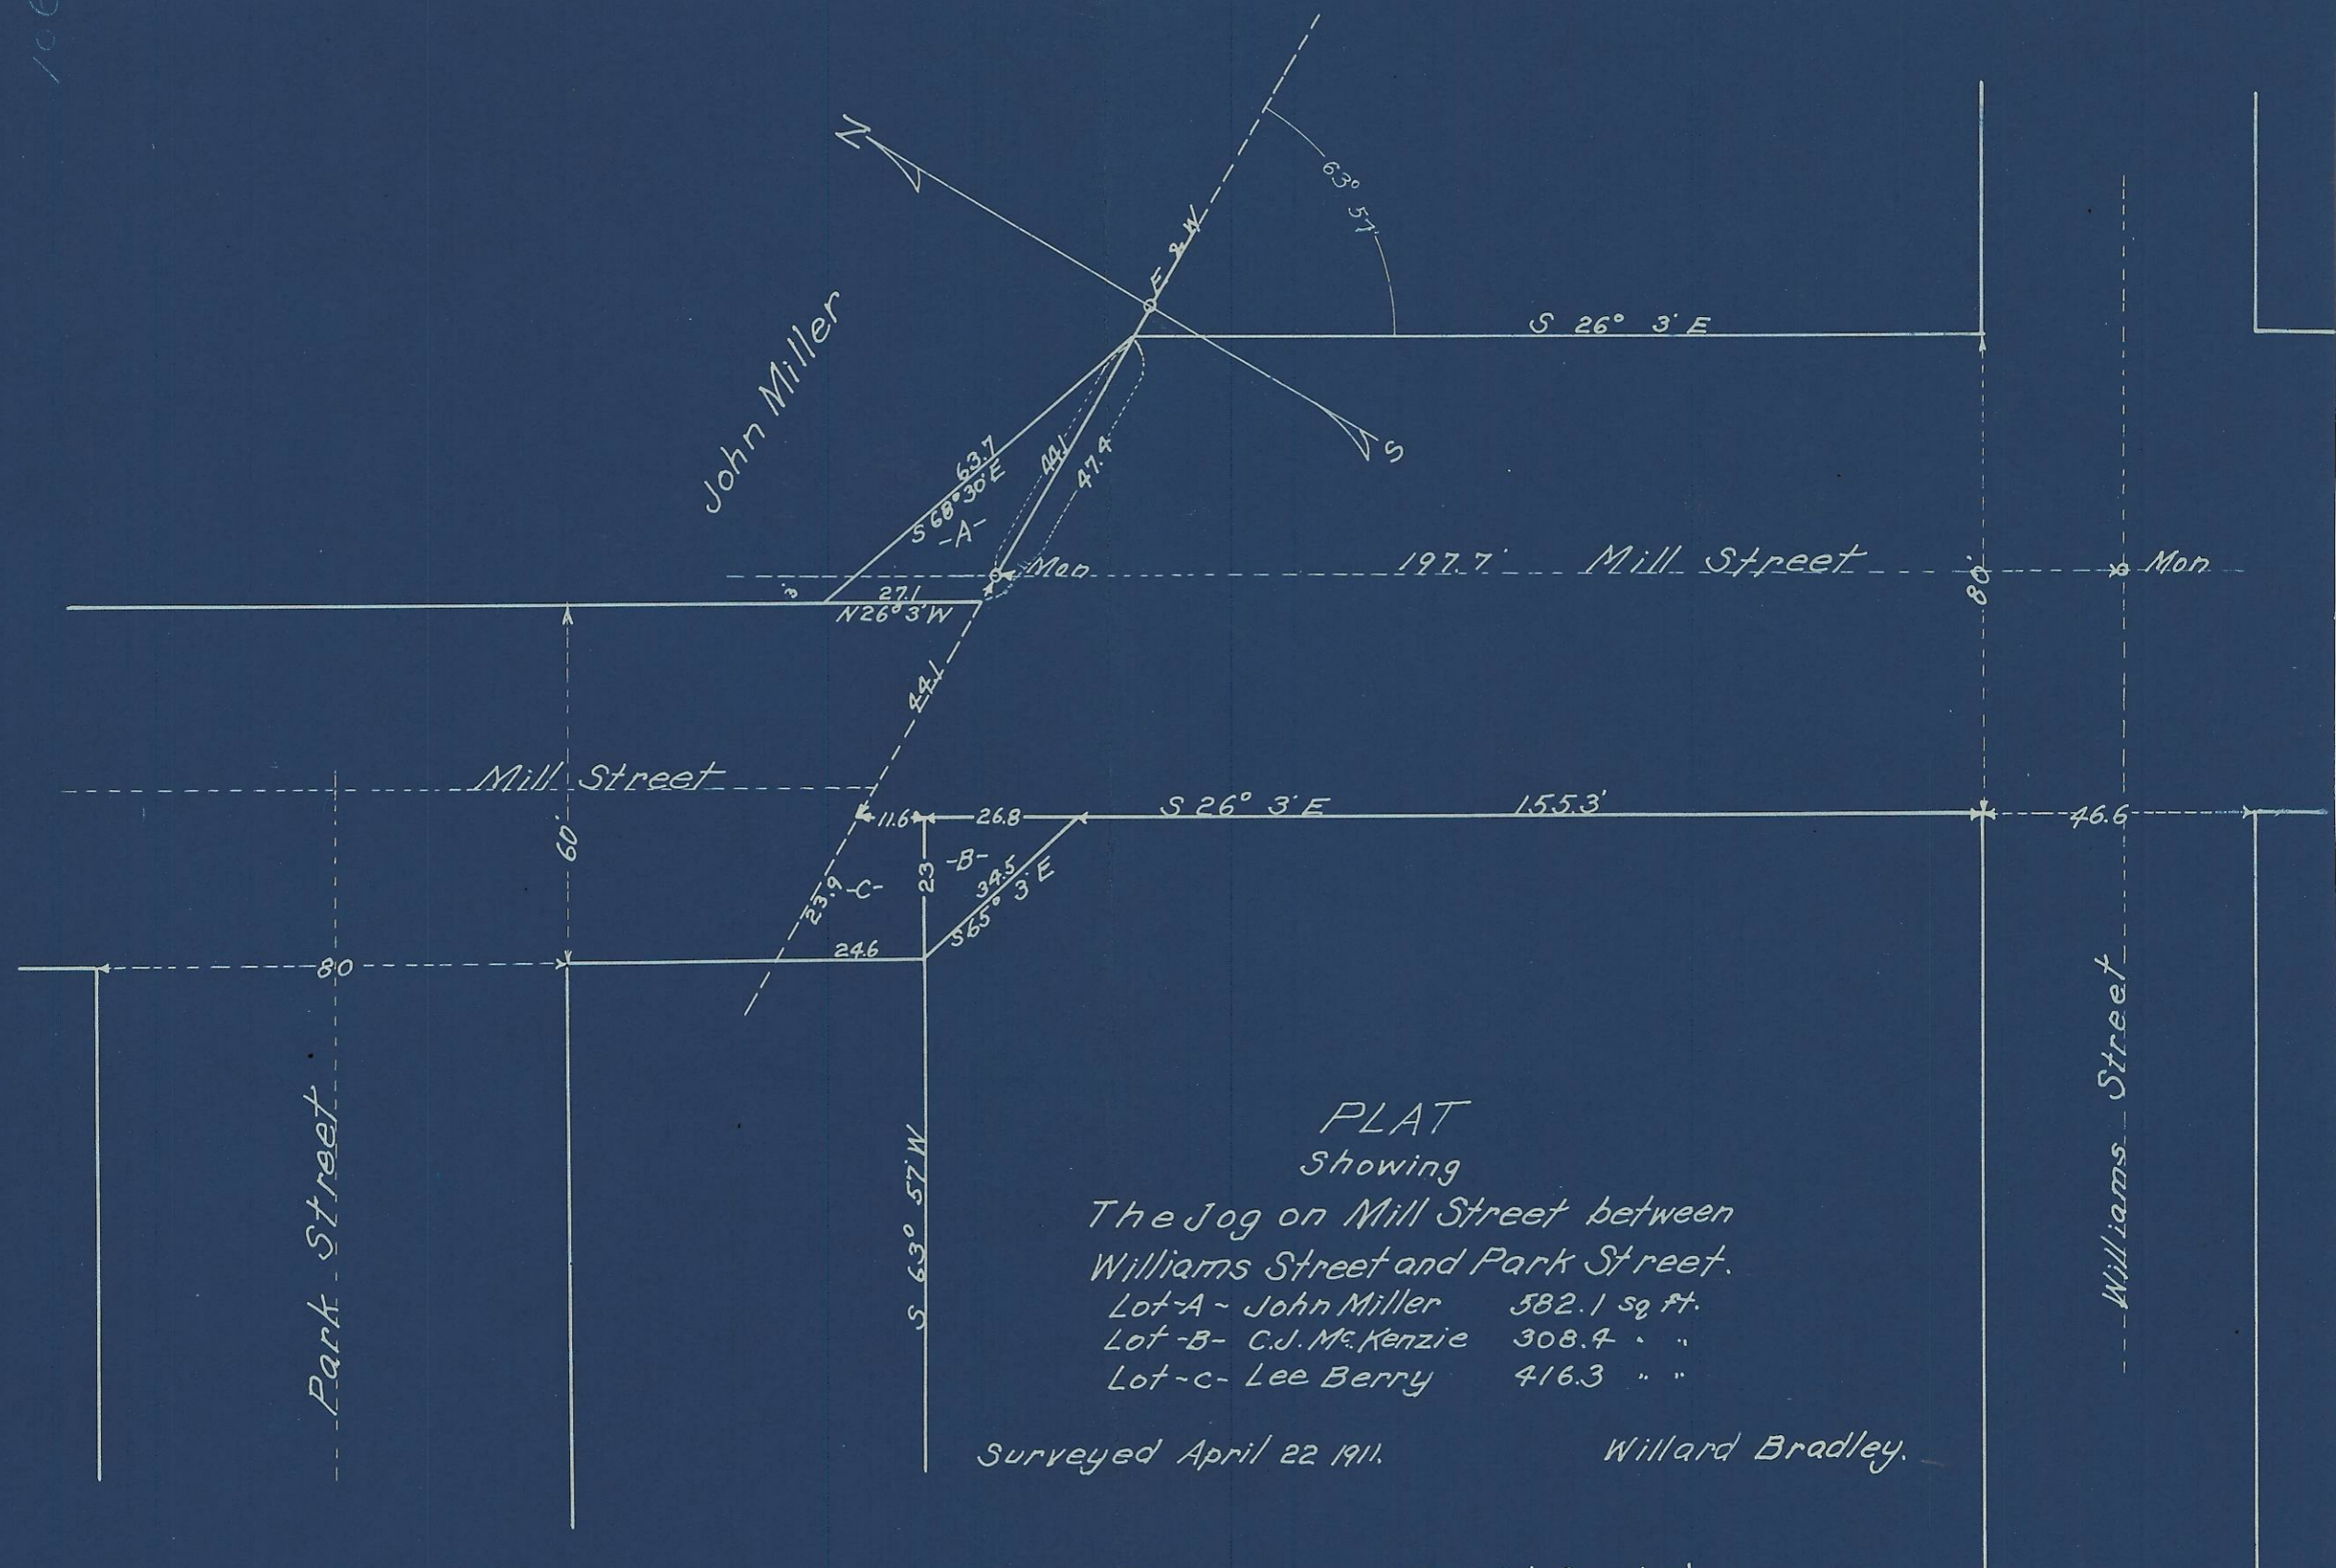 N
63° 57'
E & W
S 26° 3' E
John Miller
63.7
S 68° 30' E
-A-
44.1
47.4
S
3'
27.1
N 26° 3' W
Mon
197.7'
Mill Street
80'
Mon
44.1
Mill Street
60'
11.6
26.8
S 26° 3' E
155.3'
46.6
23.9
-C-
23
-B-
34.5
S 65° 3' E
24.6
80
Park Street
S 63° 57' W
Williams Street
PLAT
Showing
The Jog on Mill Street between
Williams Street and Park Street.
Lot -A- John Miller 582.1 sq ft.
Lot -B- C.J. McKenzie 308.4 " "
Lot -C- Lee Berry 416.3 " "
Surveyed April 22 1911.
Willard Bradley.